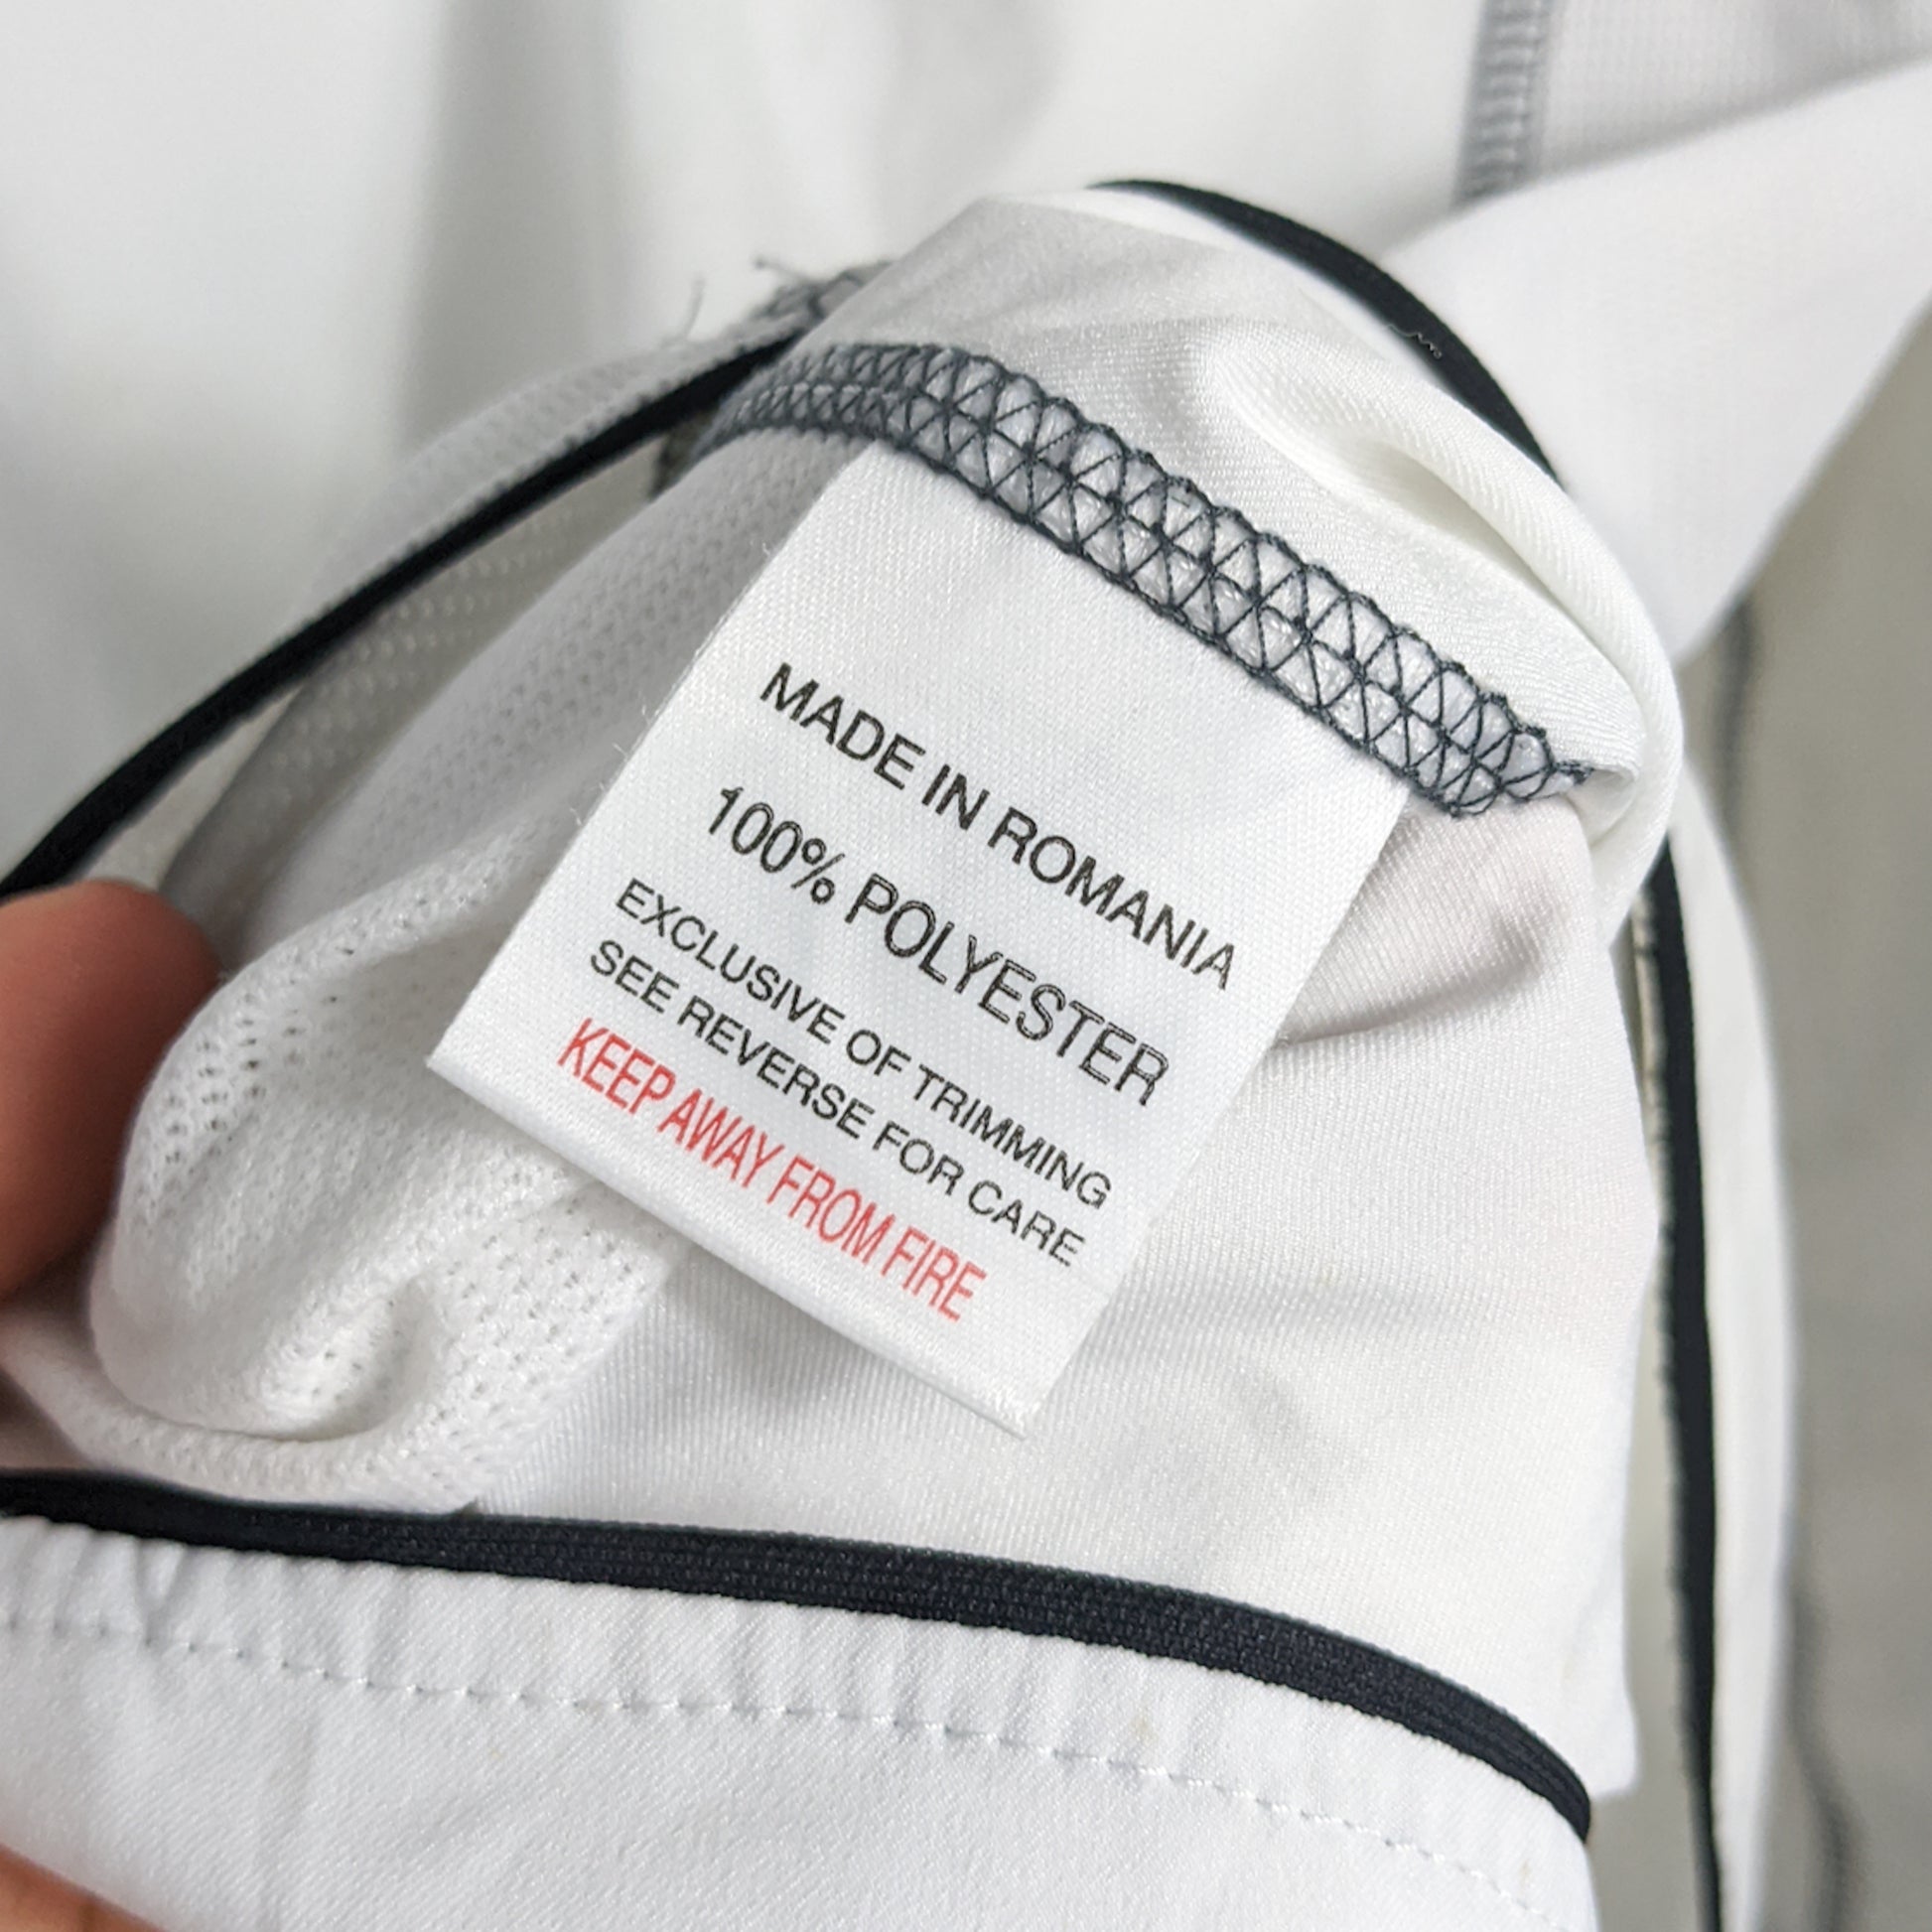 MADE IN ROMANIA
100% POLYESTER
EXCLUSIVE OF TRIMMING
SEE REVERSE FOR CARE
KEEP AWAY FROM FIRE